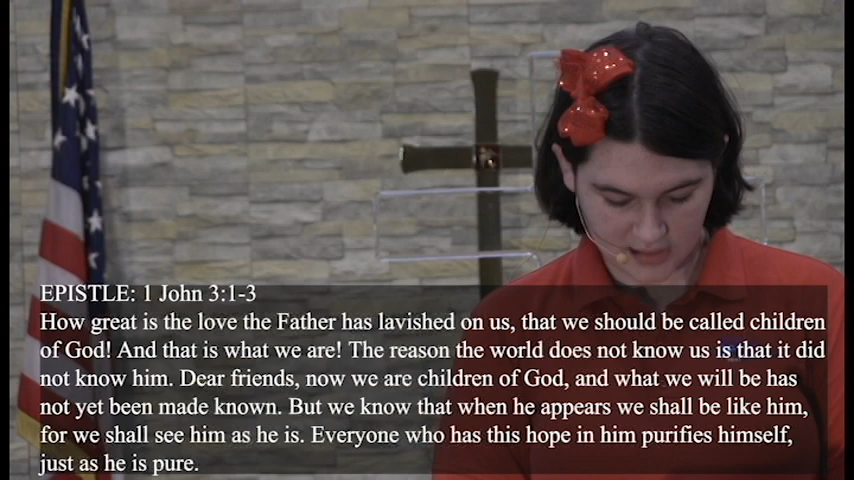 EPISTLE: 1 John 3:1-3
How great is the love the Father has lavished on us, that we should be called children
of God! And that is what we are! The reason the world does not know us is that it did
not know him. Dear friends, now we are children of God, and what we will be has
not yet been made known. But we know that when he appears we shall be like him,
for we shall see him as he is. Everyone who has this hope in him purifies himself,
just as he is pure.